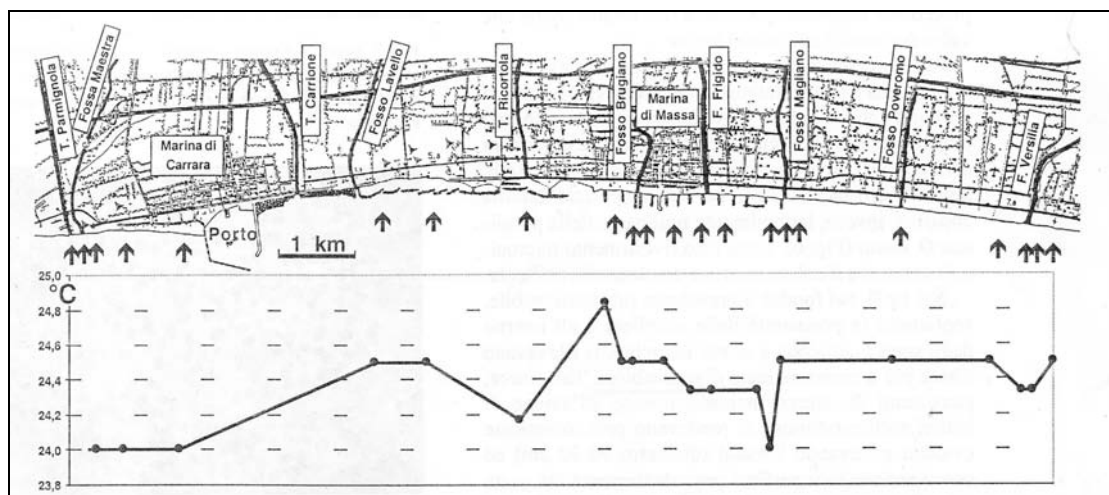 T. Parmignola
Fossa Maestra
Marina di
Carrara
Porto
T. Carrione
Fosso Lavello
T. Ricortola
Fosso Brugiano
Marina
di Massa
F. Frigido
Fosso Magliano
Fosso Poveromo
F. Versilia
1 km
25,0
°C
24,8
24,6
24,4
24,2
24,0
23,8